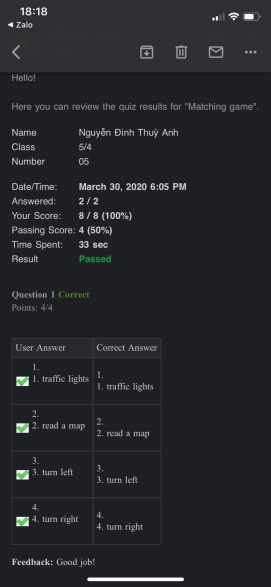 18:18
Zalo
Hello!
Here you can review the quiz results for "Matching game".
Name Nguyễn Đinh Thuỳ Anh
Class 5/4
Number 05
Date/Time: March 30, 2020 6:05 PM
Answered: 2 / 2
Your Score: 8 / 8 (100%)
Passing Score: 4 (50%)
Time Spent: 33 sec
Result Passed
Question 1 Correct
Points: 4/4
User Answer Correct Answer
1. 1.
1. traffic lights 1. traffic lights
2. 2.
2. read a map 2. read a map
3. 3.
3. turn left 3. turn left
4. 4.
4. turn right 4. turn right
Feedback: Good job!